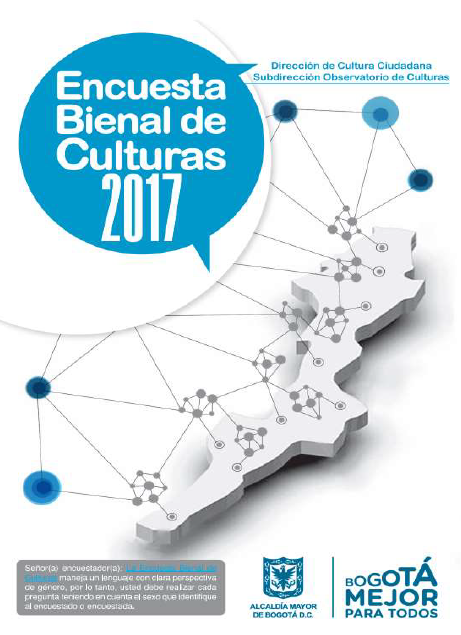 Encuesta
Bienal de
Culturas
2017
Dirección de Cultura Ciudadana
Subdirección Observatorio de Culturas
Señor(a) encuestador(a): La Encuesta Bienal de
Culturas maneja un lenguaje con clara perspectiva
de género, por lo tanto, usted debe realizar cada
pregunta teniendo en cuenta el sexo que identifique
al encuestado o encuestada.
ALCALDÍA MAYOR
DE BOGOTÁ D.C.
BOGOTÁ
MEJOR
PARA TODOS